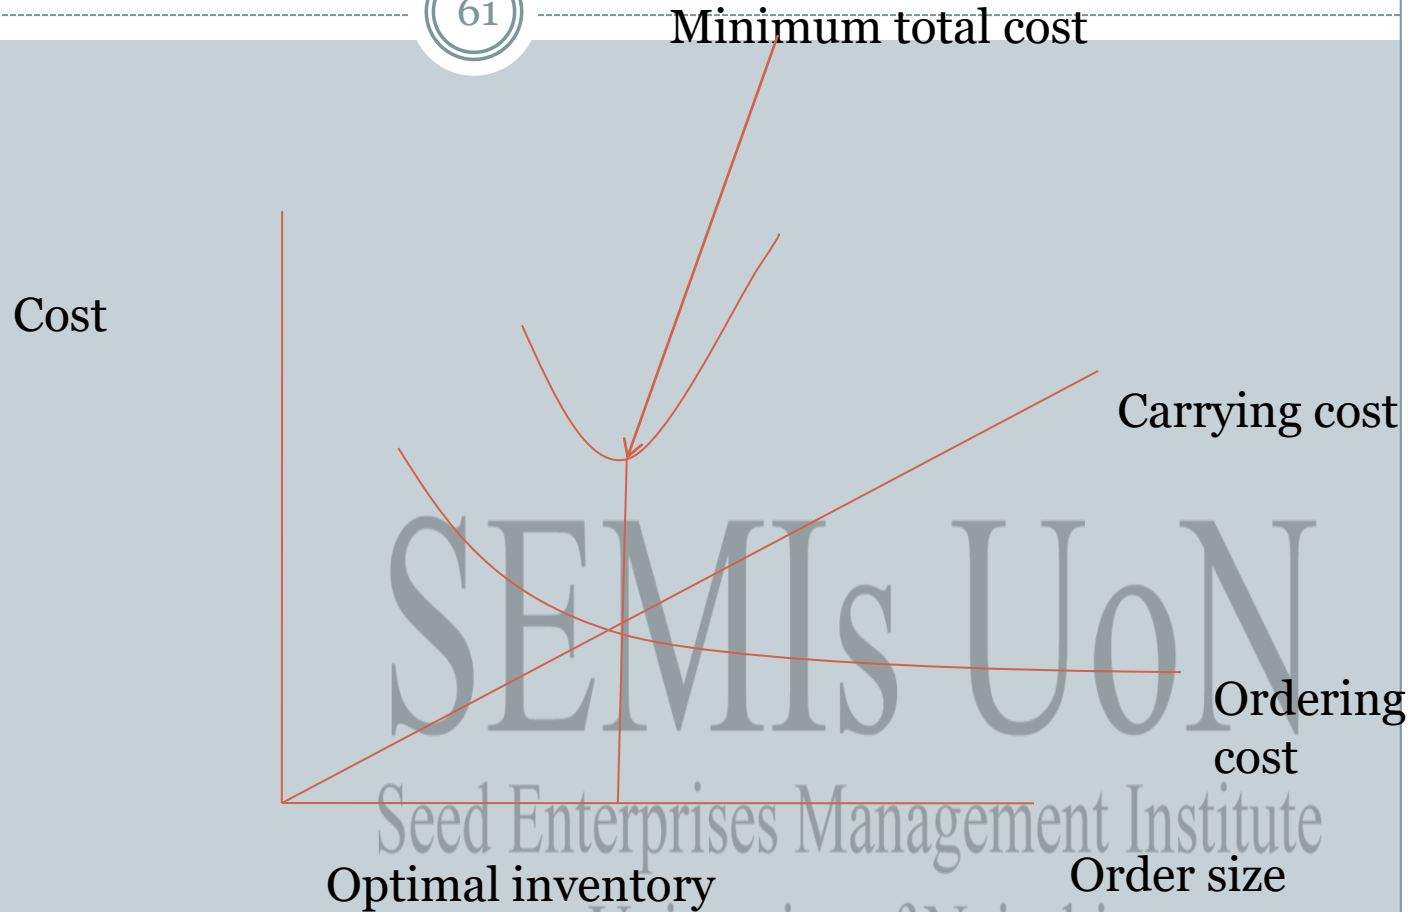 61
Minimum total cost
Cost
Carrying cost
SEMIs UoN
Ordering
cost
Seed Enterprises Management Institute
Optimal inventory
Order size